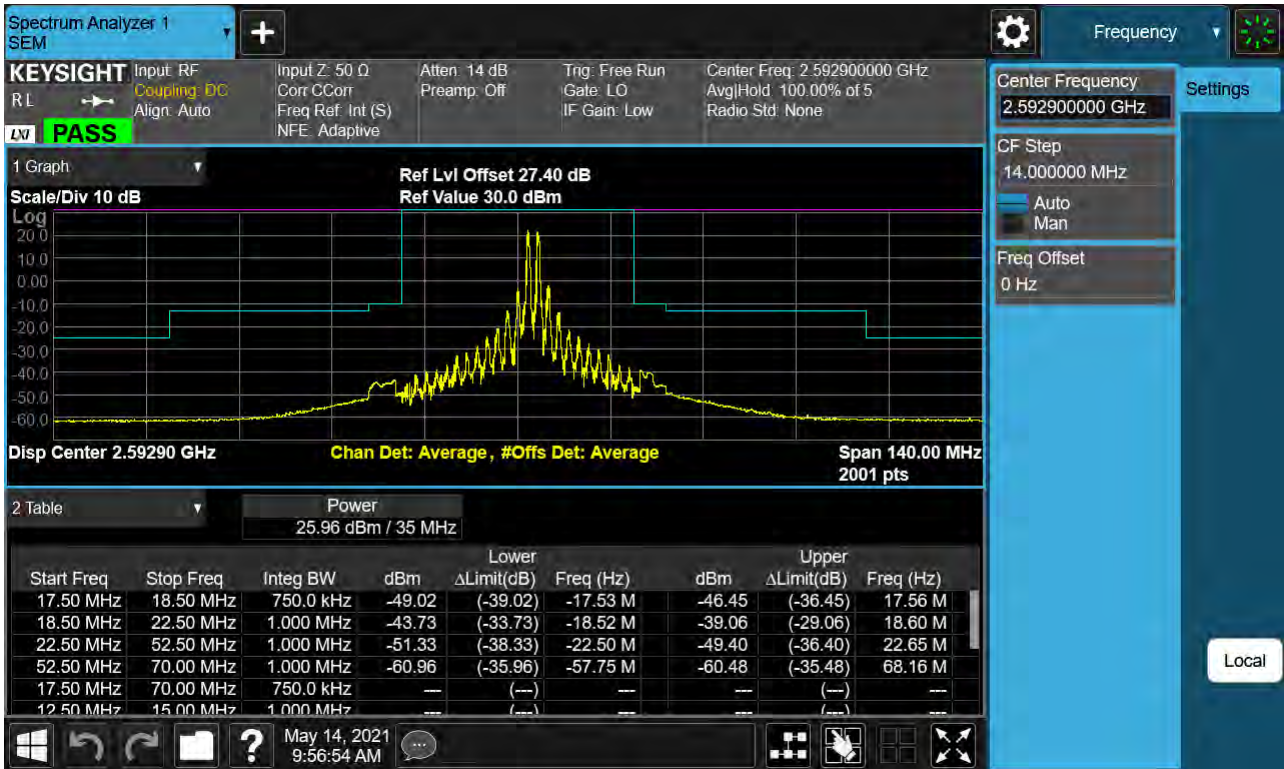 Spectrum Analyzer 1
SEM
Frequency
KEYSIGHT
RL
LXI
PASS
Input: RF
Coupling: DC
Align: Auto
Input Z: 50 Ω
Corr CCorr
Freq Ref: Int (S)
NFE: Adaptive
Atten: 14 dB
Preamp: Off
Trig: Free Run
Gate: LO
IF Gain: Low
Center Freq: 2.592900000 GHz
Avg|Hold: 100.00% of 5
Radio Std: None
Center Frequency
2.592900000 GHz
Settings
CF Step
14.000000 MHz
Auto
Man
Freq Offset
0 Hz
Local
1 Graph
Scale/Div 10 dB
Ref Lvl Offset 27.40 dB
Ref Value 30.0 dBm
Log
20.0
10.0
0.00
-10.0
-20.0
-30.0
-40.0
-50.0
-60.0
Disp Center 2.59290 GHz
Chan Det: Average, #Offs Det: Average
Span 140.00 MHz
2001 pts
2 Table
Power
25.96 dBm / 35 MHz
Lower Upper
Start Freq Stop Freq Integ BW dBm ΔLimit(dB) Freq (Hz) dBm ΔLimit(dB) Freq (Hz)
17.50 MHz 18.50 MHz 750.0 kHz -49.02 (-39.02) -17.53 M -46.45 (-36.45) 17.56 M
18.50 MHz 22.50 MHz 1.000 MHz -43.73 (-33.73) -18.52 M -39.06 (-29.06) 18.60 M
22.50 MHz 52.50 MHz 1.000 MHz -51.33 (-38.33) -22.50 M -49.40 (-36.40) 22.65 M
52.50 MHz 70.00 MHz 1.000 MHz -60.96 (-35.96) -57.75 M -60.48 (-35.48) 68.16 M
17.50 MHz 70.00 MHz 750.0 kHz --- (---) --- --- (---) ---
12.50 MHz 15.00 MHz 1.000 MHz --- (---) --- --- (---) ---
?
May 14, 2021
9:56:54 AM